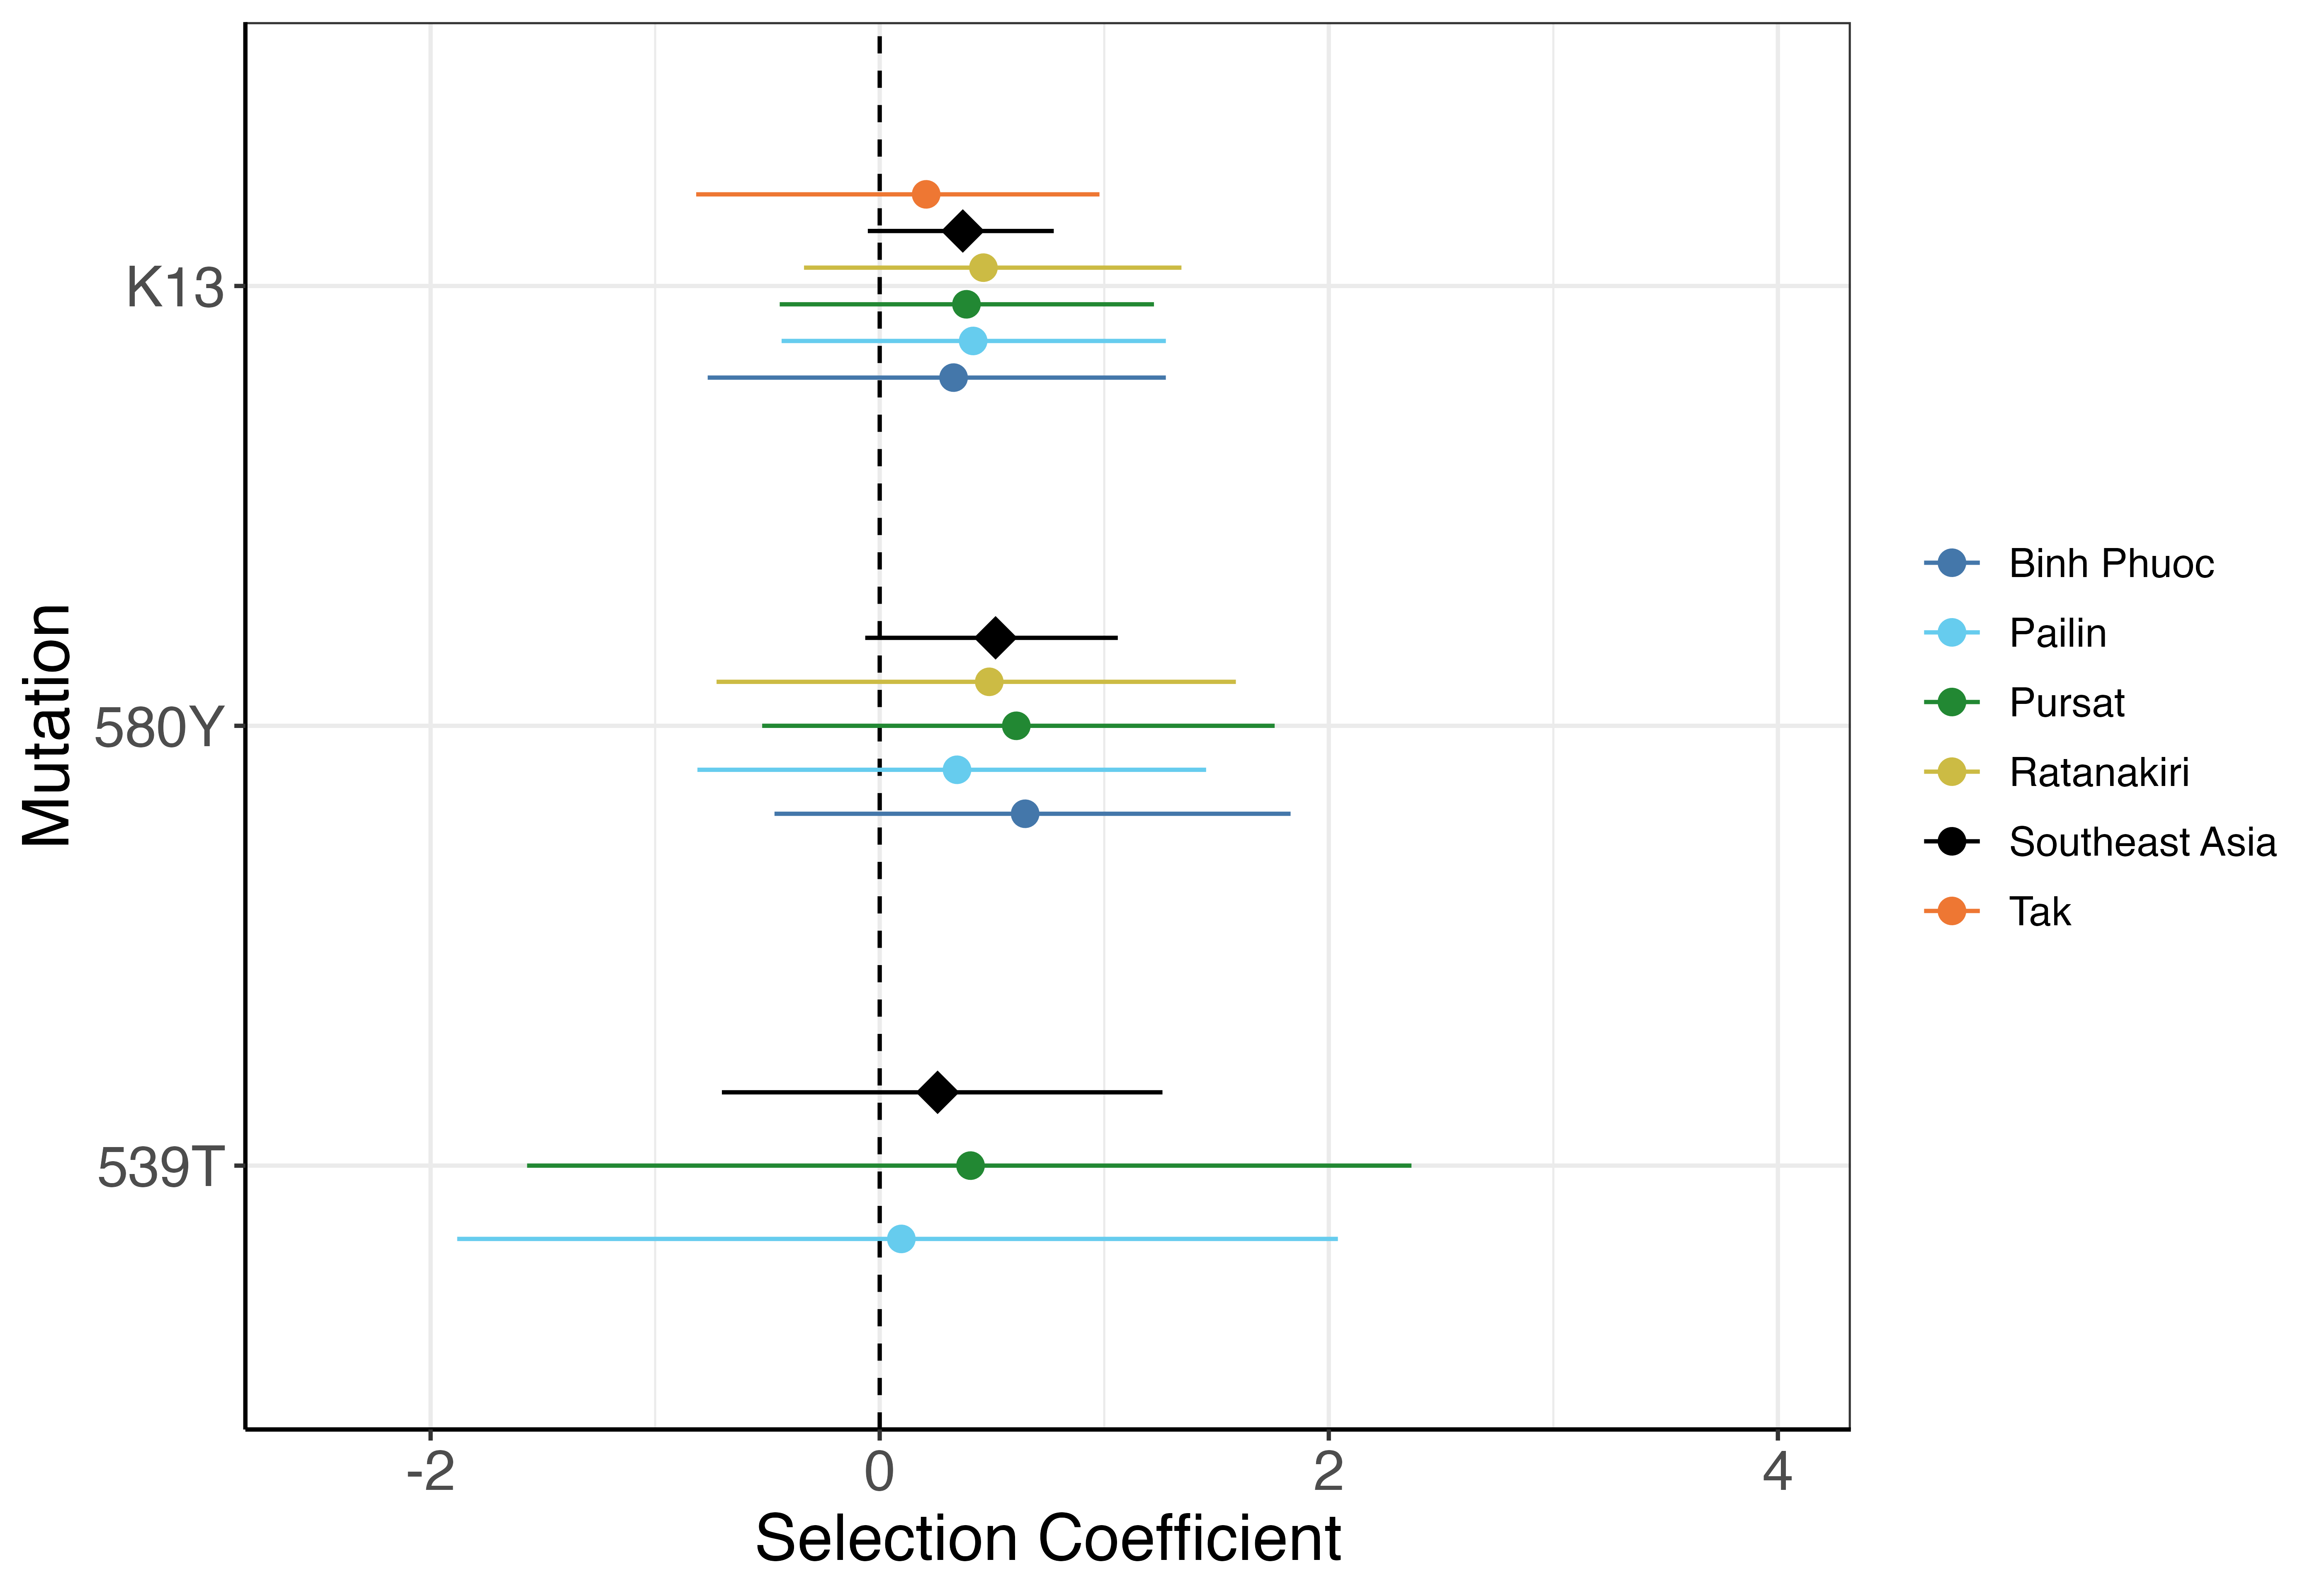 Mutation
K13
580Y
539T
-2 0 2 4
Selection Coefficient
Binh Phuoc
Pailin
Pursat
Ratanakiri
Southeast Asia
Tak